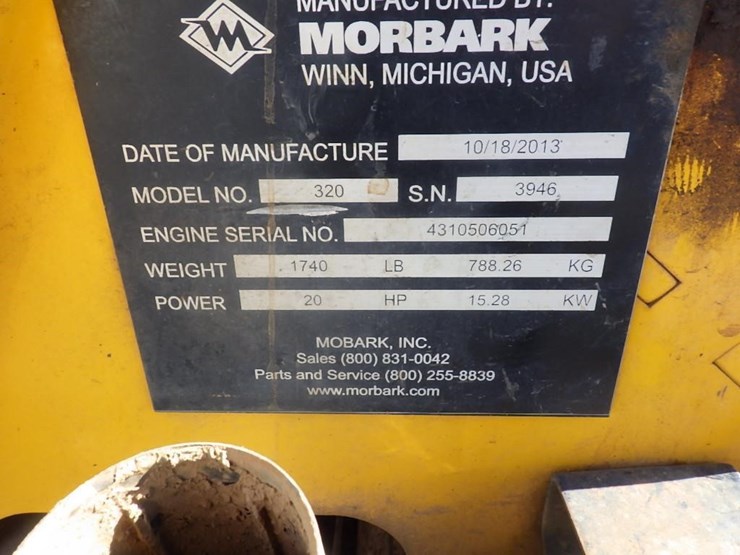 MANUFACTURED BY:
MORBARK
WINN, MICHIGAN, USA
DATE OF MANUFACTURE 10/18/2013
MODEL NO. 320 S.N. 3946
ENGINE SERIAL NO. 4310506051
WEIGHT 1740 LB 788.26 KG
POWER 20 HP 15.28 KW
MOBARK, INC.
Sales (800) 831-0042
Parts and Service (800) 255-8839
www.morbark.com